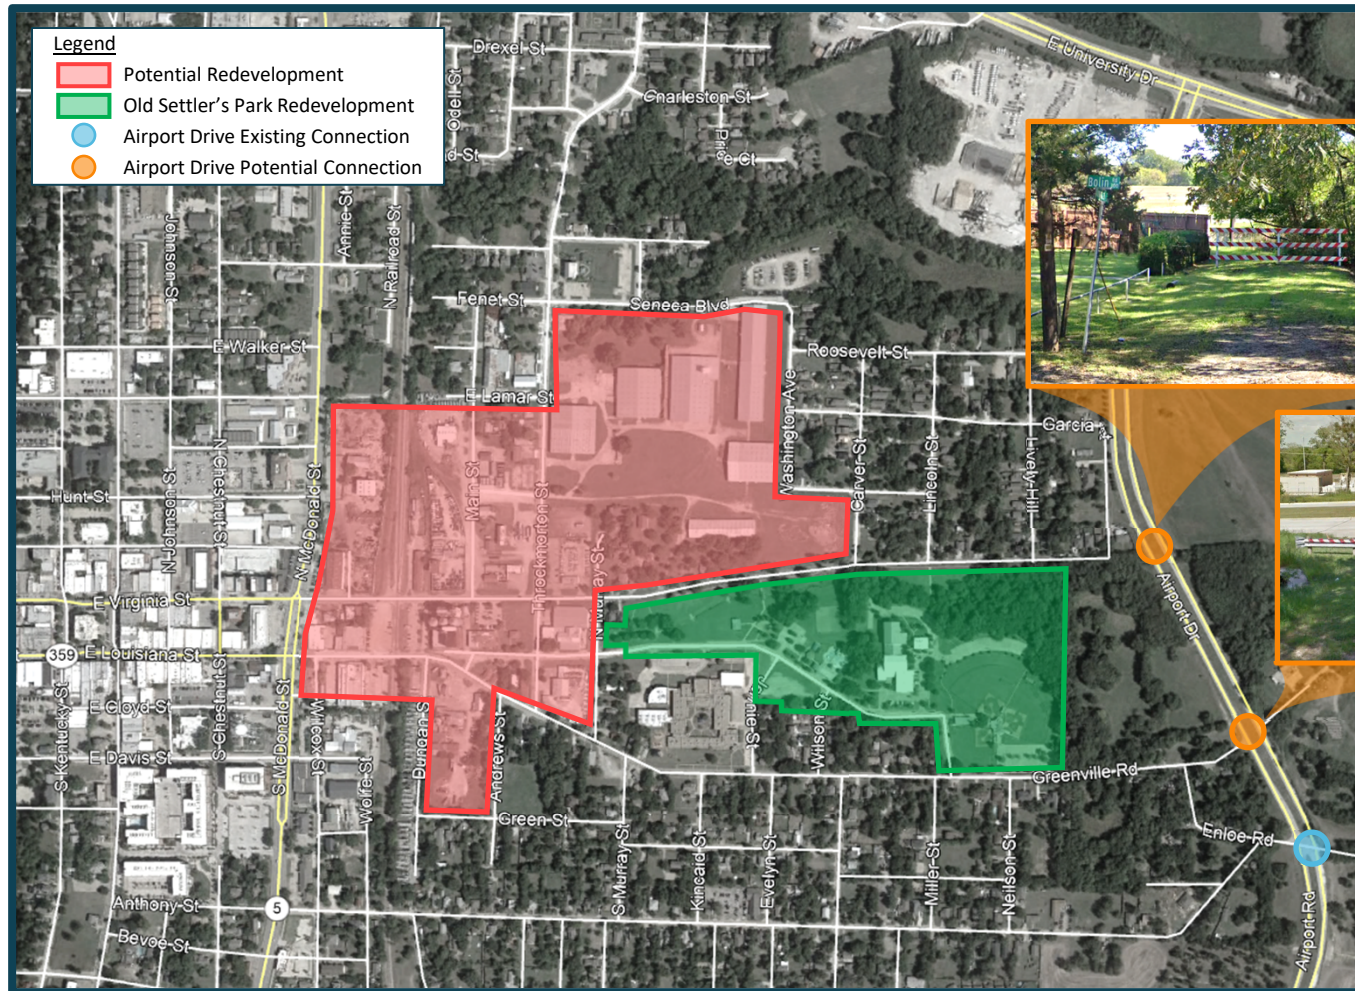 Legend
Potential Redevelopment
Old Settler's Park Redevelopment
Airport Drive Existing Connection
Airport Drive Potential Connection
Drexel St
E University Dr
Odell St
Charleston St
Price Ct
d St
Bolin
Johnson St
Annie St
N Railroad St
Fenet St
Seneca Blvd
E Walker St
Roosevelt St
E Lamar St
Washington Ave
Garcia
N Chestnut St
N McDonald St
Main St
Throckmorton St
Carver St
Lincoln St
Lively Hill
Hunt St
N Johnson St
E Virginia St
N Murray St
Airport Dr
359
E Louisiana St
S Kentucky St
E Cloyd St
S Chestnut St
S McDonald St
Wilcox St
Wilson St
E Davis St
Dungan S
Andrews St
Greenville Rd
Wolfe St
Green St
Enloe Rd
S Murray St
Kincaid St
Evelyn St
Miller St
Neilson St
Anthony St
5
Bevoe St
Airport Rd